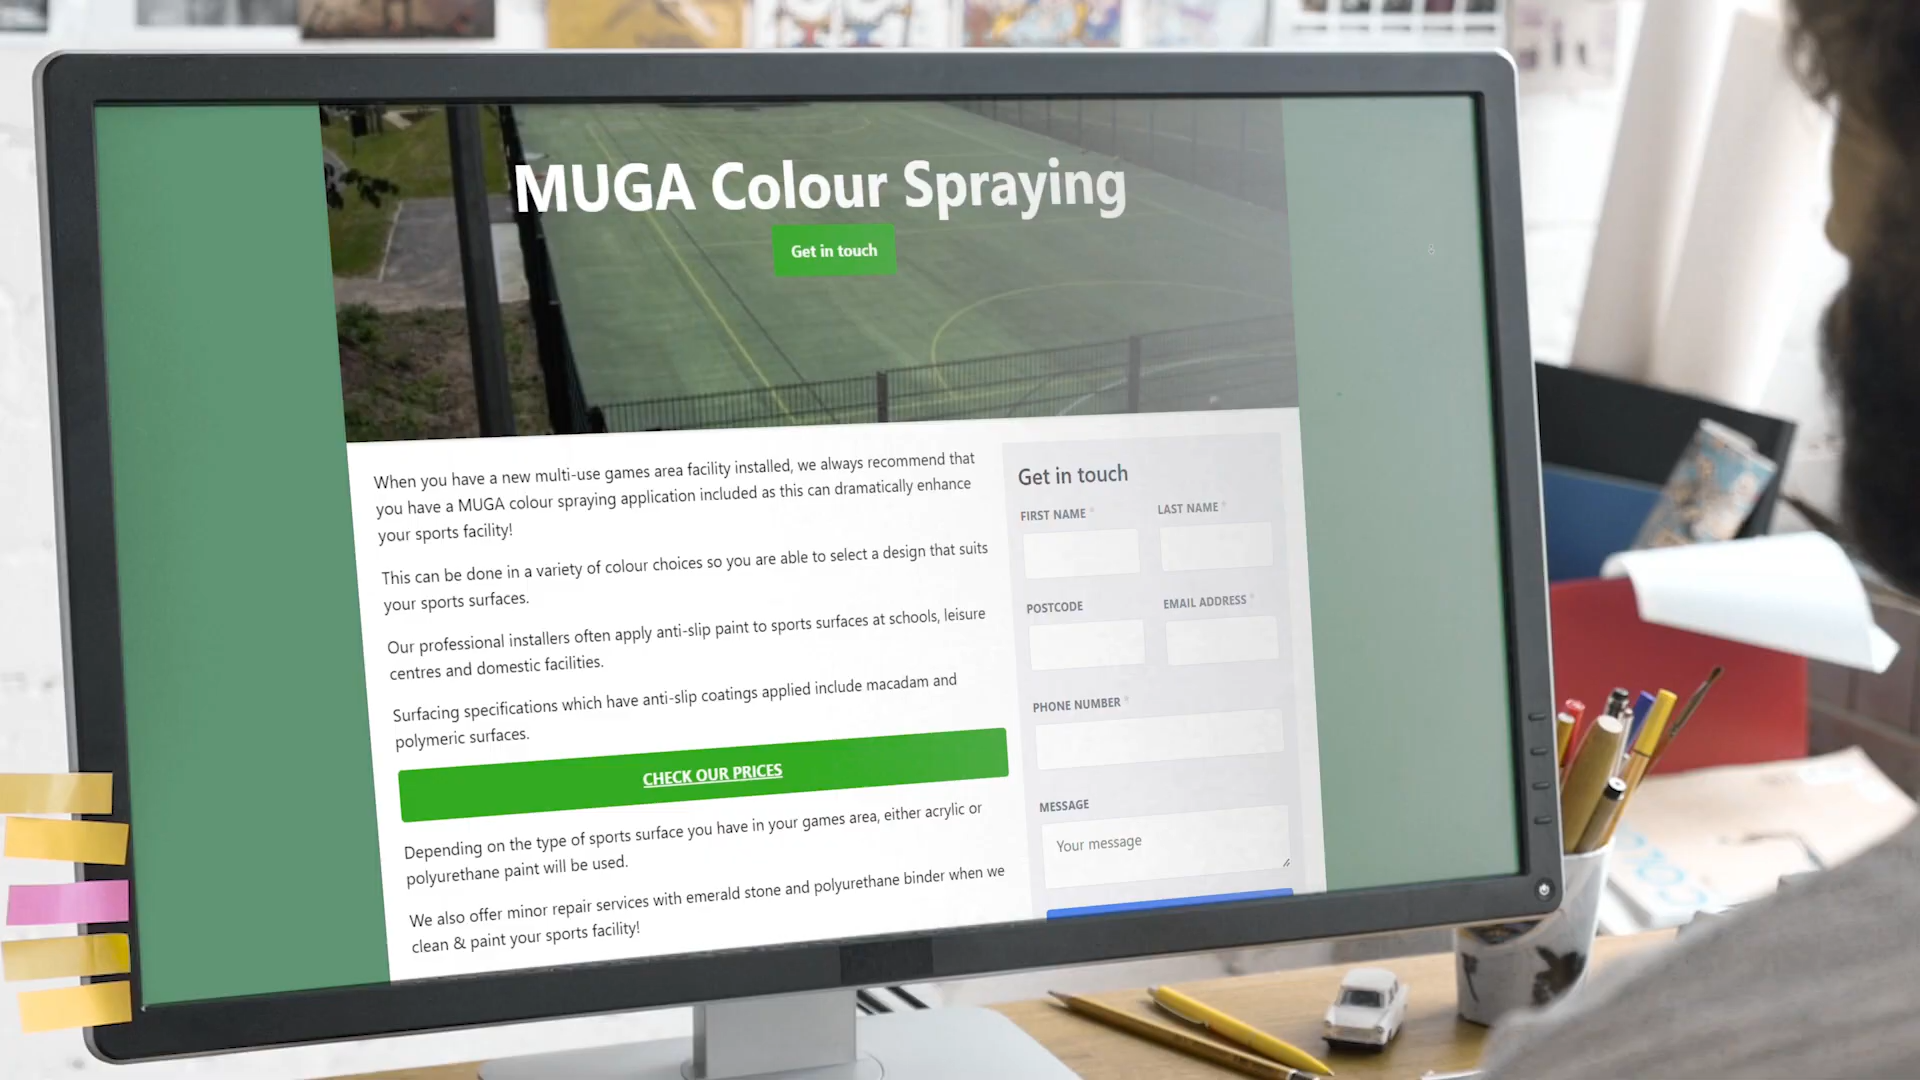 MUGA Colour Spraying
Get in touch
When you have a new multi-use games area facility installed, we always recommend that
you have a MUGA colour spraying application included as this can dramatically enhance
your sports facility!
This can be done in a variety of colour choices so you are able to select a design that suits
your sports surfaces.
Our professional installers often apply anti-slip paint to sports surfaces at schools, leisure
centres and domestic facilities.
Surfacing specifications which have anti-slip coatings applied include macadam and
polymeric surfaces.
CHECK OUR PRICES
Depending on the type of sports surface you have in your games area, either acrylic or
polyurethane paint will be used.
We also offer minor repair services with emerald stone and polyurethane binder when we
clean & paint your sports facility!
Get in touch
FIRST NAME *
LAST NAME *
POSTCODE
EMAIL ADDRESS *
PHONE NUMBER *
MESSAGE
Your message